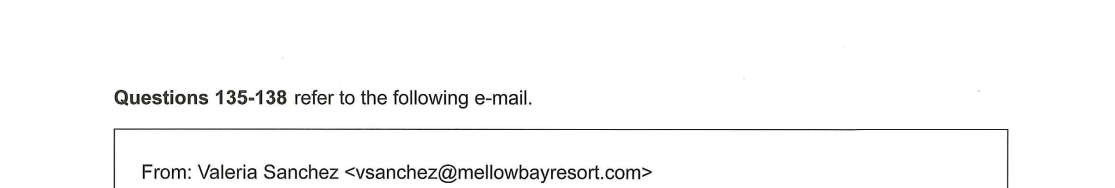 Questions 135-138 refer to the following e-mail.
From: Valeria Sanchez <vsanchez@mellowbayresort.com>